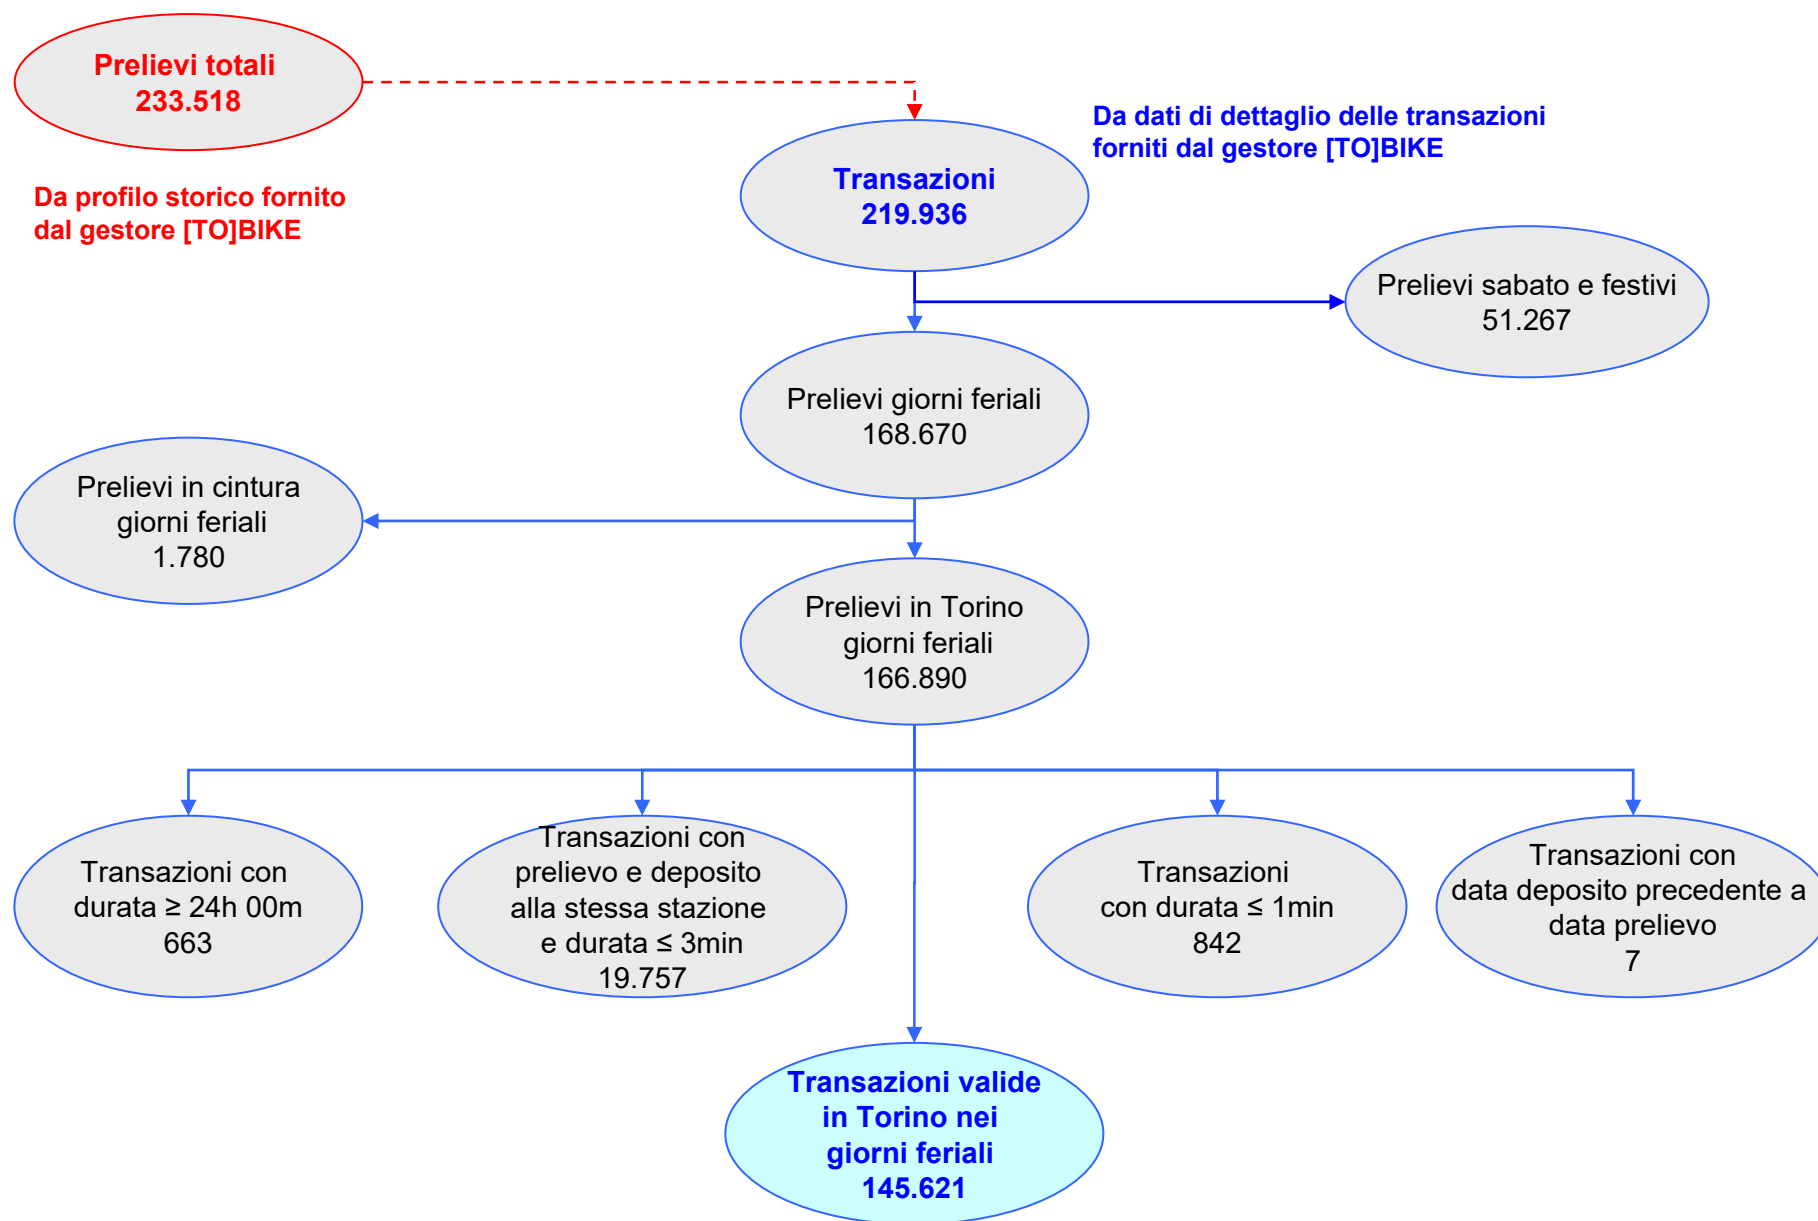 Prelievi totali
233.518
Da profilo storico fornito
dal gestore [TO]BIKE
Da dati di dettaglio delle transazioni
forniti dal gestore [TO]BIKE
Transazioni
219.936
Prelievi sabato e festivi
51.267
Prelievi giorni feriali
168.670
Prelievi in cintura
giorni feriali
1.780
Prelievi in Torino
giorni feriali
166.890
Transazioni con
durata ≥ 24h 00m
663
Transazioni con
prelievo e deposito
alla stessa stazione
e durata ≤ 3min
19.757
Transazioni
con durata ≤ 1min
842
Transazioni con
data deposito precedente a
data prelievo
7
Transazioni valide
in Torino nei
giorni feriali
145.621